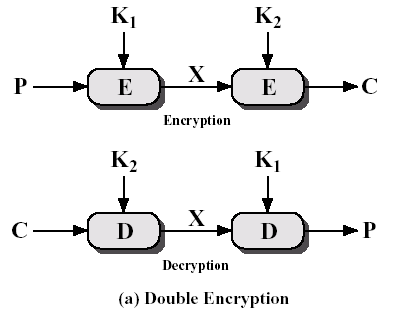 K1 K2
P E X E C
Encryption
K2 K1
C D X D P
Decryption
(a) Double Encryption